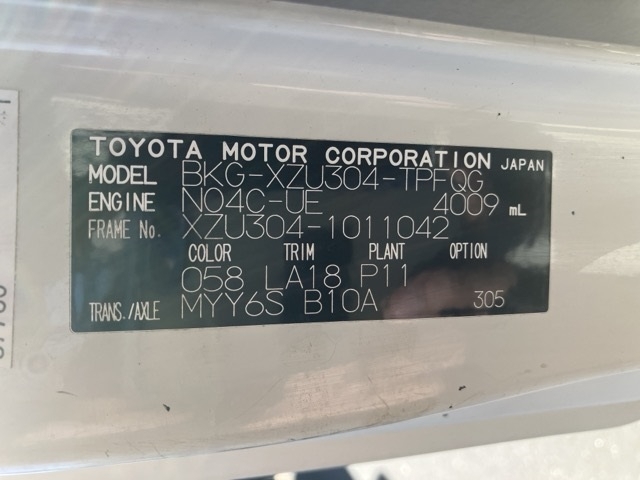 TOYOTA MOTOR CORPORATION JAPAN
MODEL BKG-XZU304-TPFQG
ENGINE N04C-UE 4009 mL
FRAME No. XZU304-1011042
COLOR TRIM PLANT OPTION
058 LA18 P11
TRANS./AXLE MYY6S B10A 305